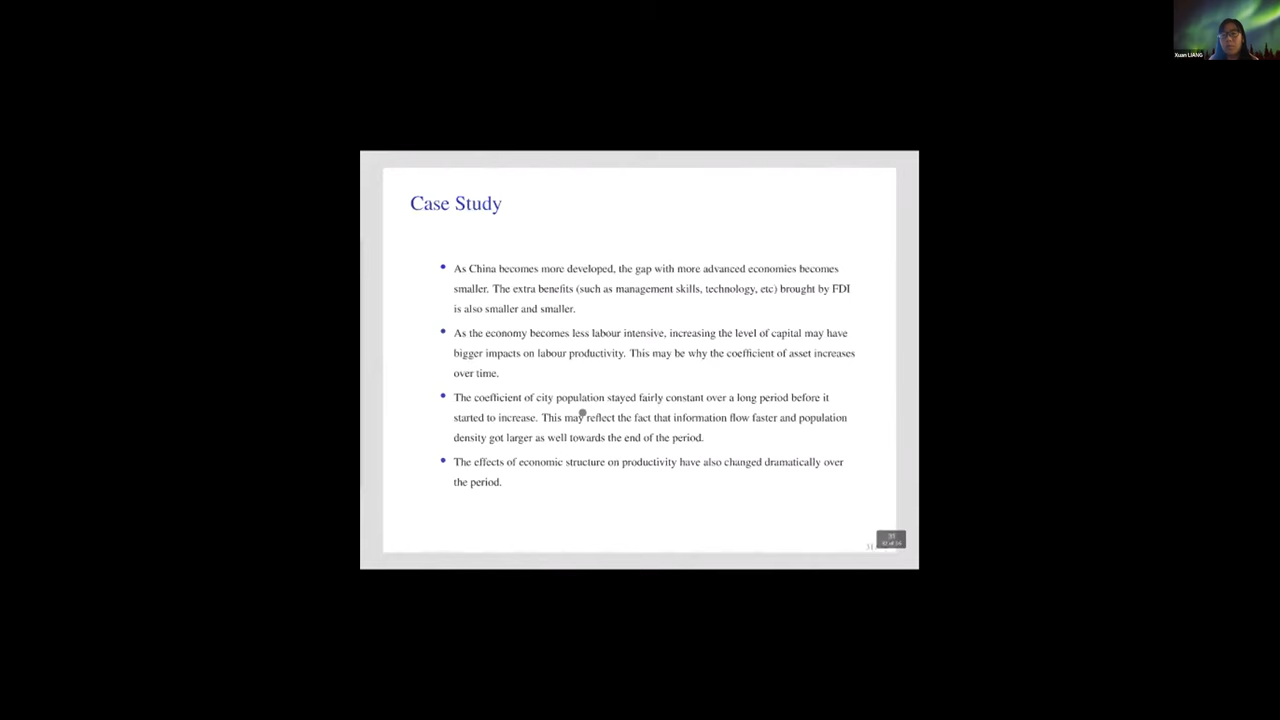 Xuan LIANG
Case Study
As China becomes more developed, the gap with more advanced economies becomes
smaller. The extra benefits (such as management skills, technology, etc) brought by FDI
is also smaller and smaller.
As the economy becomes less labour intensive, increasing the level of capital may have
bigger impacts on labour productivity. This may be why the coefficient of asset increases
over time.
The coefficient of city population stayed fairly constant over a long period before it
started to increase. This may reflect the fact that information flow faster and population
density got larger as well towards the end of the period.
The effects of economic structure on productivity have also changed dramatically over
the period.
31